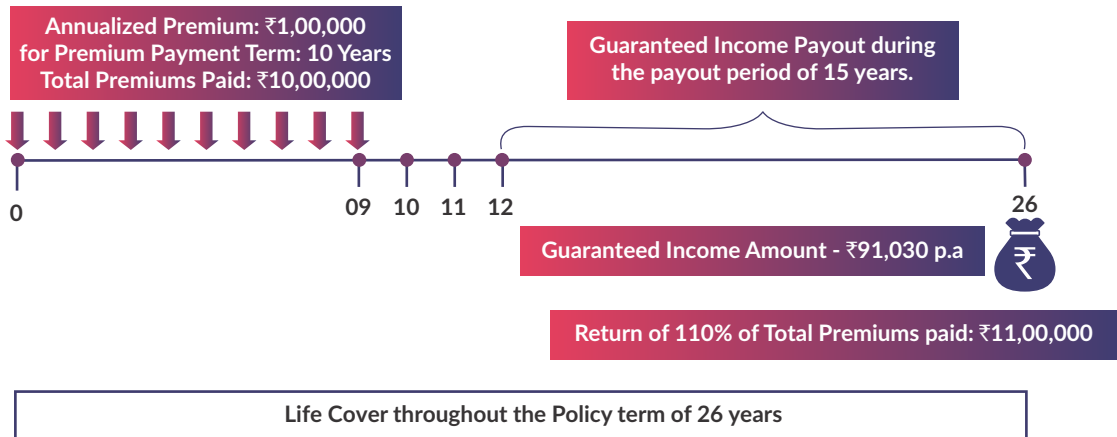 Annualized Premium: ₹1,00,000
for Premium Payment Term: 10 Years
Total Premiums Paid: ₹10,00,000
Guaranteed Income Payout during
the payout period of 15 years.
0
09
10
11
12
26
Guaranteed Income Amount - ₹91,030 p.a
₹
Return of 110% of Total Premiums paid: ₹11,00,000
Life Cover throughout the Policy term of 26 years